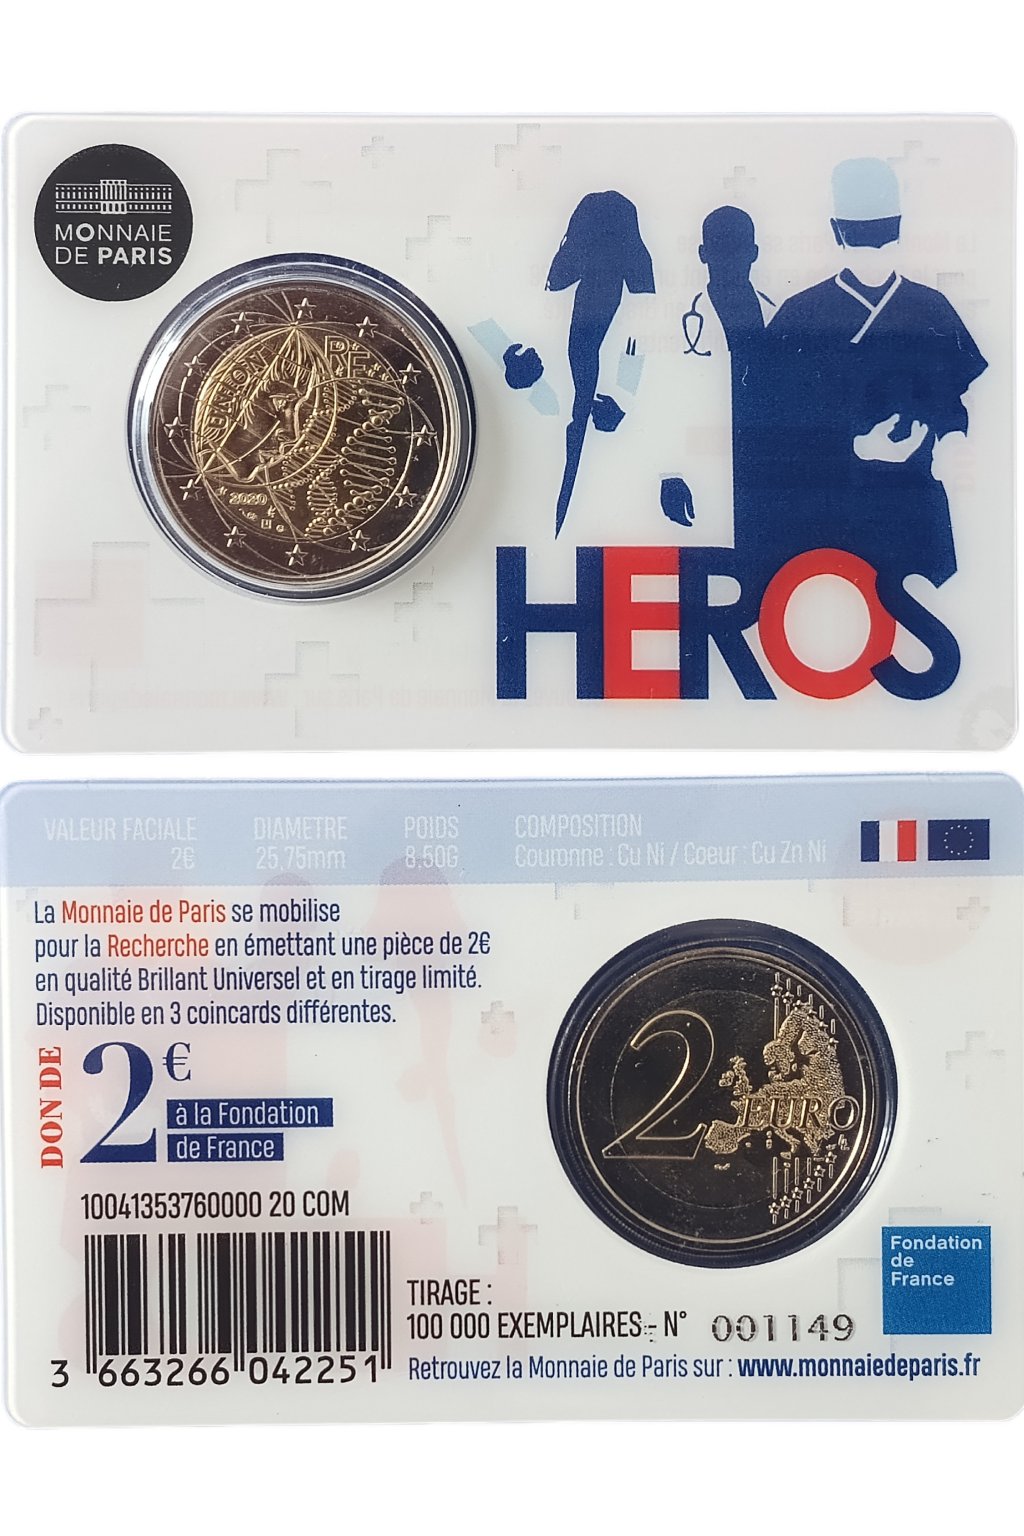 MONNAIE
DE PARIS
RF
2020
HÉROS
VALEUR FACIALE
2€
DIAMETRE
25,75mm
POIDS
8.50G
COMPOSITION
Couronne : Cu Ni / Coeur : Cu Zn Ni
La Monnaie de Paris se mobilise
pour la Recherche en émettant une pièce de 2€
en qualité Brillant Universel et en tirage limité.
Disponible en 3 coincards différentes.
DON DE
2€
à la Fondation
de France
2 EURO
10041353760000 20 COM
3 663266 042251
TIRAGE :
100 000 EXEMPLAIRES - N° 001149
Retrouvez la Monnaie de Paris sur : www.monnaiedeparis.fr
Fondation
de
France